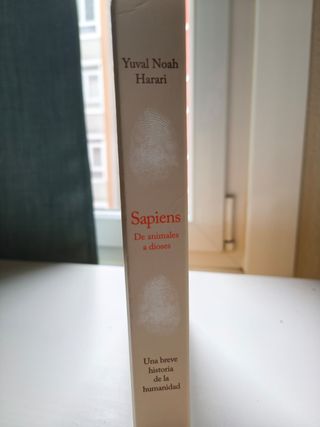 Yuval Noah
Harari
Sapiens
De animales
a dioses
Una breve
historia
de la
humanidad